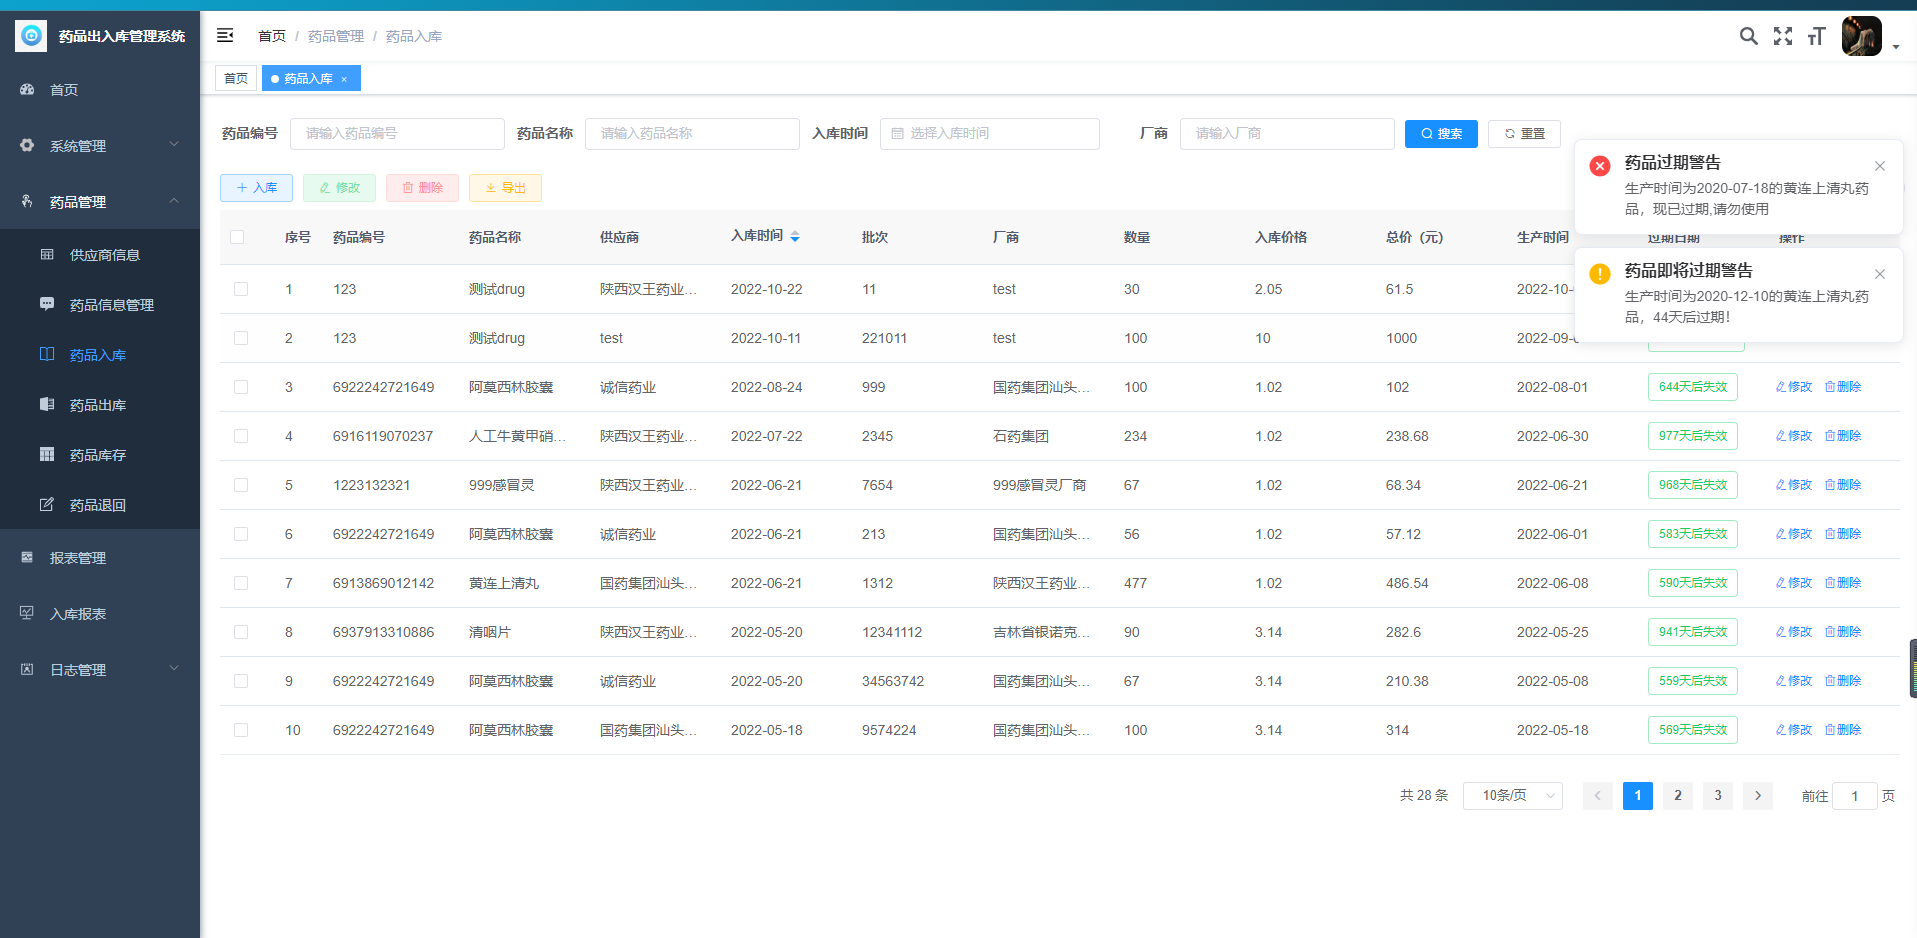 药品出入库管理系统
首页 / 药品管理 / 药品入库
首页
药品入库 ×
首页
系统管理
药品管理
供应商信息
药品信息管理
药品入库
药品出库
药品库存
药品退回
报表管理
入库报表
日志管理
药品编号 请输入药品编号 药品名称 请输入药品名称 入库时间 选择入库时间 厂商 请输入厂商 搜索 重置
入库 修改 删除 导出
药品过期警告
生产时间为2020-07-18的黄连上清丸药
品，现已过期,请勿使用
药品即将过期警告
生产时间为2020-12-10的黄连上清丸药
品，44天后过期！
序号 药品编号 药品名称 供应商 入库时间 批次 厂商 数量 入库价格 总价（元） 生产时间 过期日期 操作
1 123 测试drug 陕西汉王药业... 2022-10-22 11 test 30 2.05 61.5 2022-10-
2 123 测试drug test 2022-10-11 221011 test 100 10 1000 2022-09-
3 6922242721649 阿莫西林胶囊 诚信药业 2022-08-24 999 国药集团汕头... 100 1.02 102 2022-08-01 644天后失效 修改 删除
4 6916119070237 人工牛黄甲硝... 陕西汉王药业... 2022-07-22 2345 石药集团 234 1.02 238.68 2022-06-30 977天后失效 修改 删除
5 1223132321 999感冒灵 陕西汉王药业... 2022-06-21 7654 999感冒灵厂商 67 1.02 68.34 2022-06-21 968天后失效 修改 删除
6 6922242721649 阿莫西林胶囊 诚信药业 2022-06-21 213 国药集团汕头... 56 1.02 57.12 2022-06-01 583天后失效 修改 删除
7 6913869012142 黄连上清丸 国药集团汕头... 2022-06-21 1312 陕西汉王药业... 477 1.02 486.54 2022-06-08 590天后失效 修改 删除
8 6937913310886 清咽片 陕西汉王药业... 2022-05-20 12341112 吉林省银诺克... 90 3.14 282.6 2022-05-25 941天后失效 修改 删除
9 6922242721649 阿莫西林胶囊 诚信药业 2022-05-20 34563742 国药集团汕头... 67 3.14 210.38 2022-05-08 559天后失效 修改 删除
10 6922242721649 阿莫西林胶囊 国药集团汕头... 2022-05-18 9574224 国药集团汕头... 100 3.14 314 2022-05-18 569天后失效 修改 删除
共 28 条 10条/页 1 2 3 前往 1 页